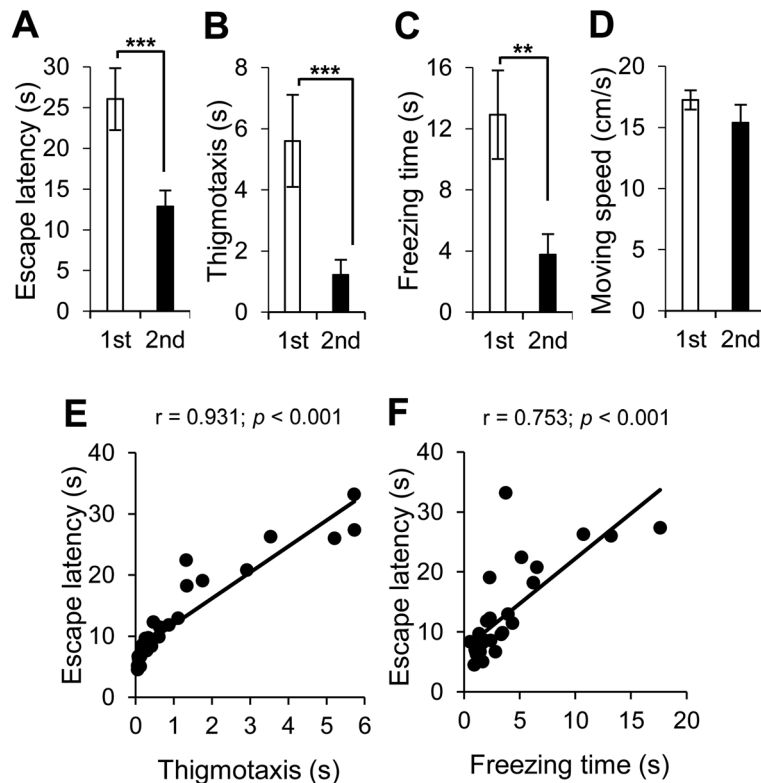 A
***
Escape latency (s)
30
25
20
15
10
5
0
1st 2nd
B
***
Thigmotaxis (s)
8
6
4
2
0
1st 2nd
C
**
Freezing time (s)
16
12
8
4
0
1st 2nd
D
Moving speed (cm/s)
20
15
10
5
0
1st 2nd
E
r = 0.931; p < 0.001
Escape latency (s)
40
30
20
10
0
0 1 2 3 4 5 6
Thigmotaxis (s)
F
r = 0.753; p < 0.001
Escape latency (s)
40
30
20
10
0
0 5 10 15 20
Freezing time (s)